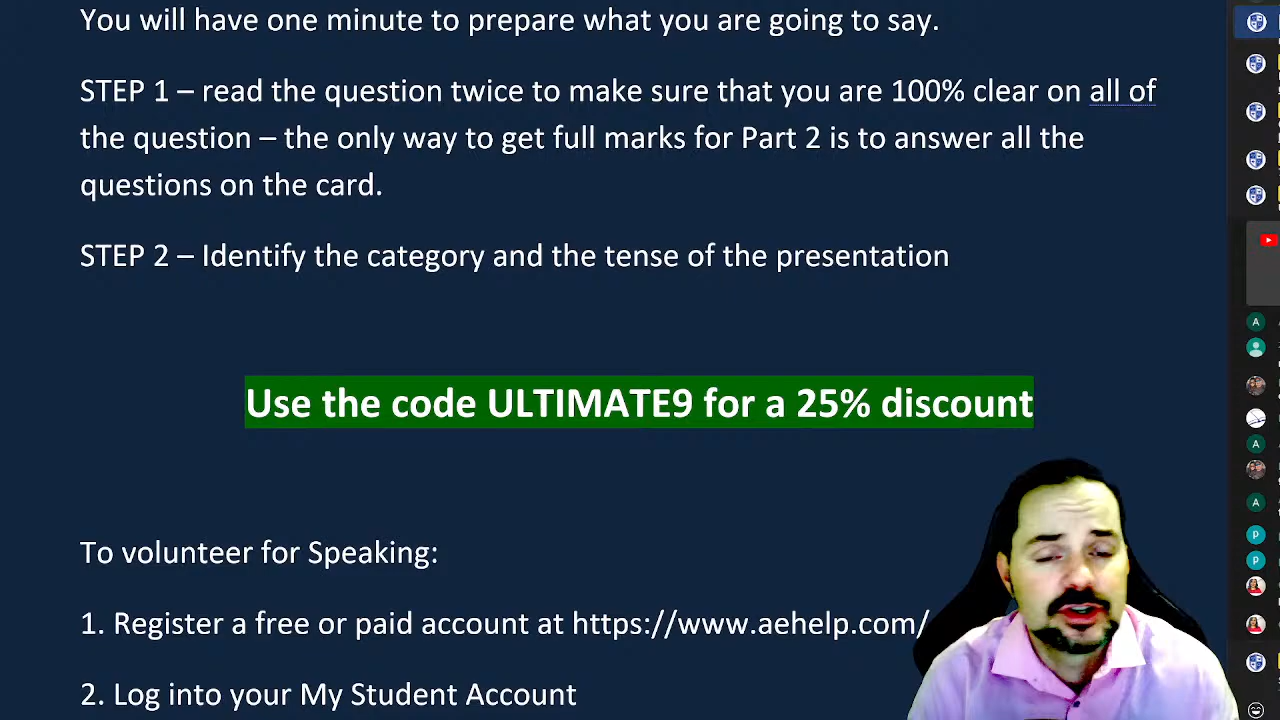 You will have one minute to prepare what you are going to say.
STEP 1 – read the question twice to make sure that you are 100% clear on all of
the question – the only way to get full marks for Part 2 is to answer all the
questions on the card.
STEP 2 – Identify the category and the tense of the presentation
Use the code ULTIMATE9 for a 25% discount
To volunteer for Speaking:
1. Register a free or paid account at https://www.aehelp.com/
2. Log into your My Student Account
A
A
A
P
P